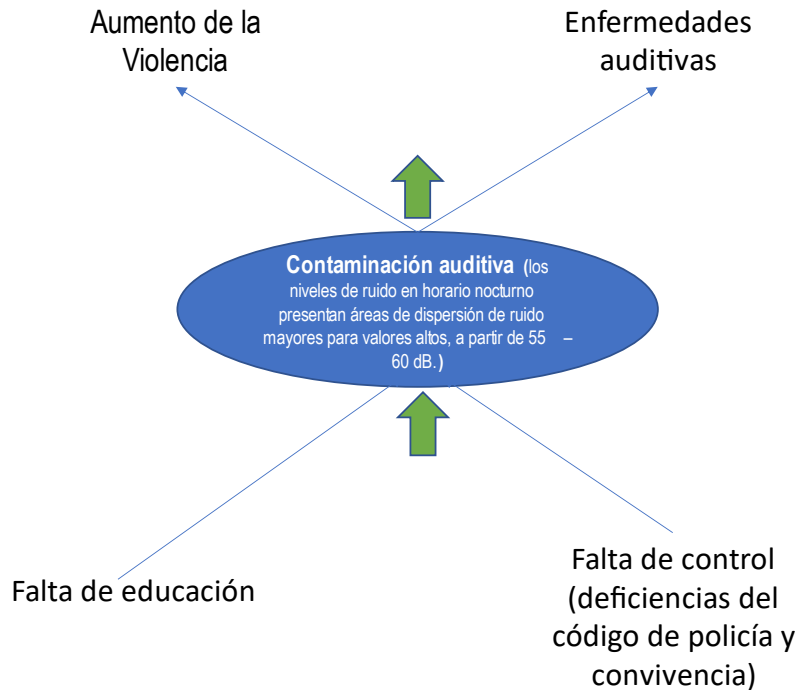 Aumento de la
Violencia
Enfermedades
auditivas
Contaminación auditiva (los
niveles de ruido en horario nocturno
presentan áreas de dispersión de ruido
mayores para valores altos, a partir de 55 –
60 dB.)
Falta de educación
Falta de control
(deficiencias del
código de policía y
convivencia)